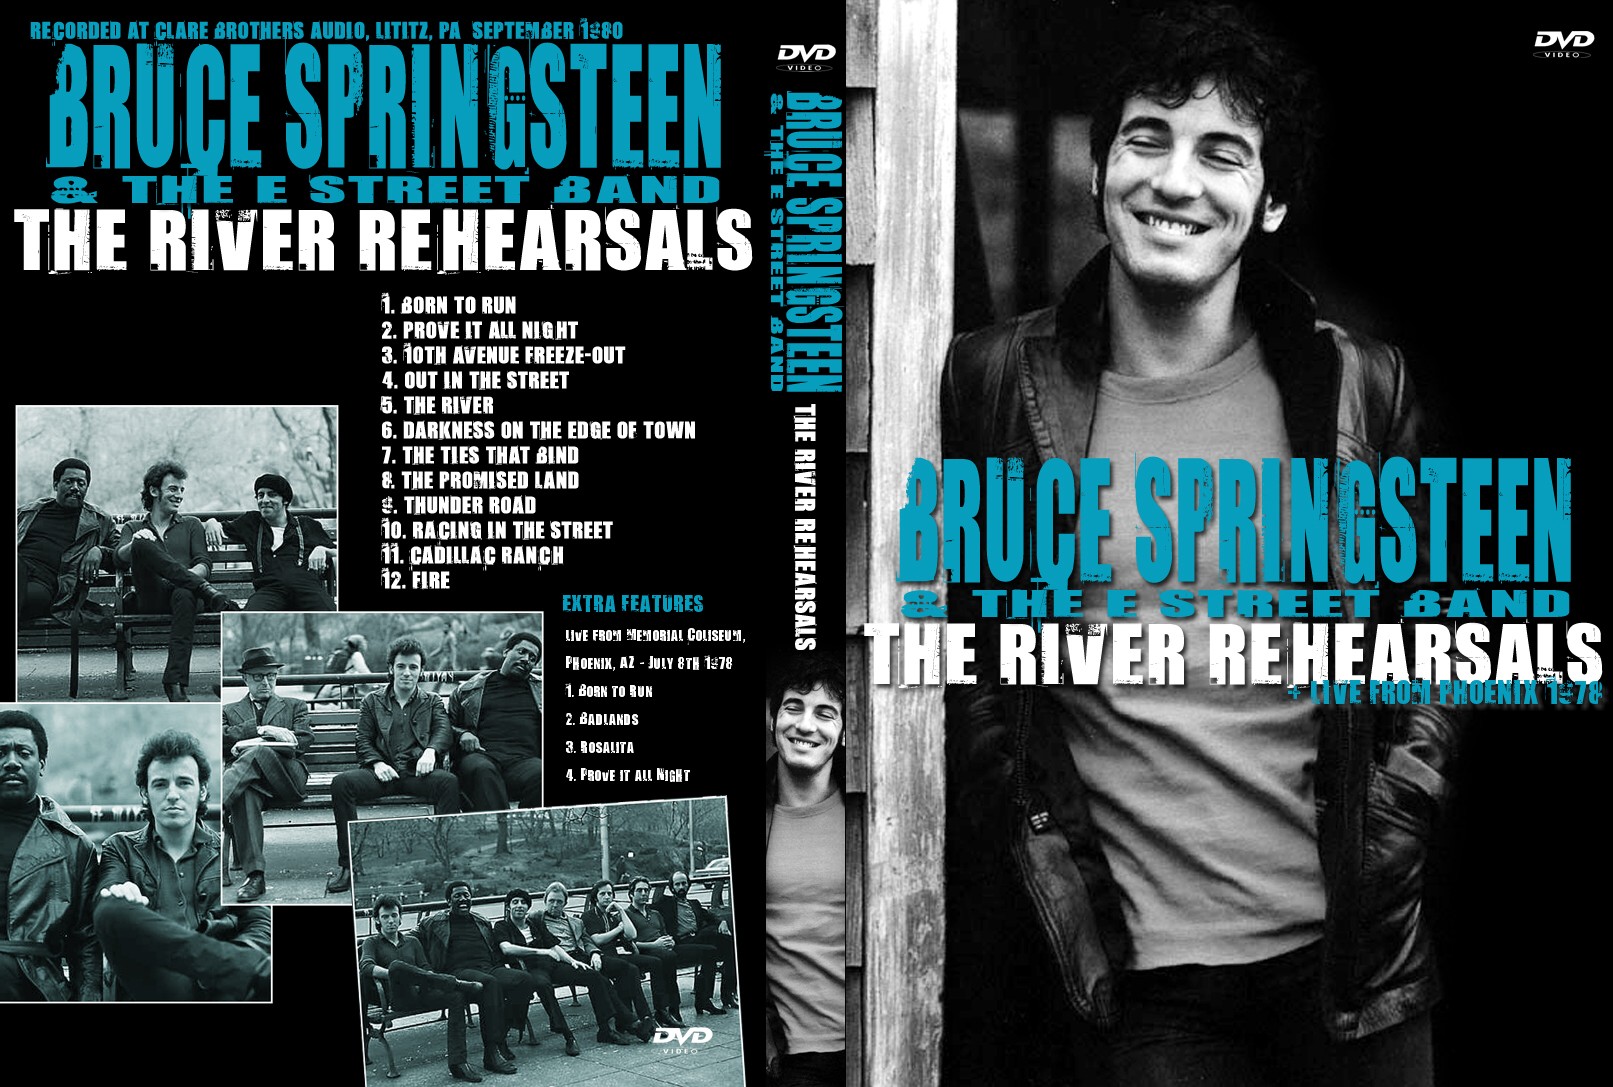 RECORDED AT CLARE BROTHERS AUDIO, LITITZ, PA SEPTEMBER 1980
BRUCE SPRINGSTEEN
& THE E STREET BAND
THE RIVER REHEARSALS
1. BORN TO RUN
2. PROVE IT ALL NIGHT
3. 10TH AVENUE FREEZE-OUT
4. OUT IN THE STREET
5. THE RIVER
6. DARKNESS ON THE EDGE OF TOWN
7. THE TIES THAT BIND
8. THE PROMISED LAND
9. THUNDER ROAD
10. RACING IN THE STREET
11. CADILLAC RANCH
12. FIRE
EXTRA FEATURES
LIVE FROM MEMORIAL COLISEUM,
PHOENIX, AZ - JULY 8TH 1978
1. BORN TO RUN
2. BADLANDS
3. ROSALITA
4. PROVE IT ALL NIGHT
DVD
VIDEO
DVD
VIDEO
BRUCE SPRINGSTEEN
& THE E STREET BAND
THE RIVER REHEARSALS
DVD
VIDEO
BRUCE SPRINGSTEEN
& THE E STREET BAND
THE RIVER REHEARSALS
+ LIVE FROM PHOENIX 1978